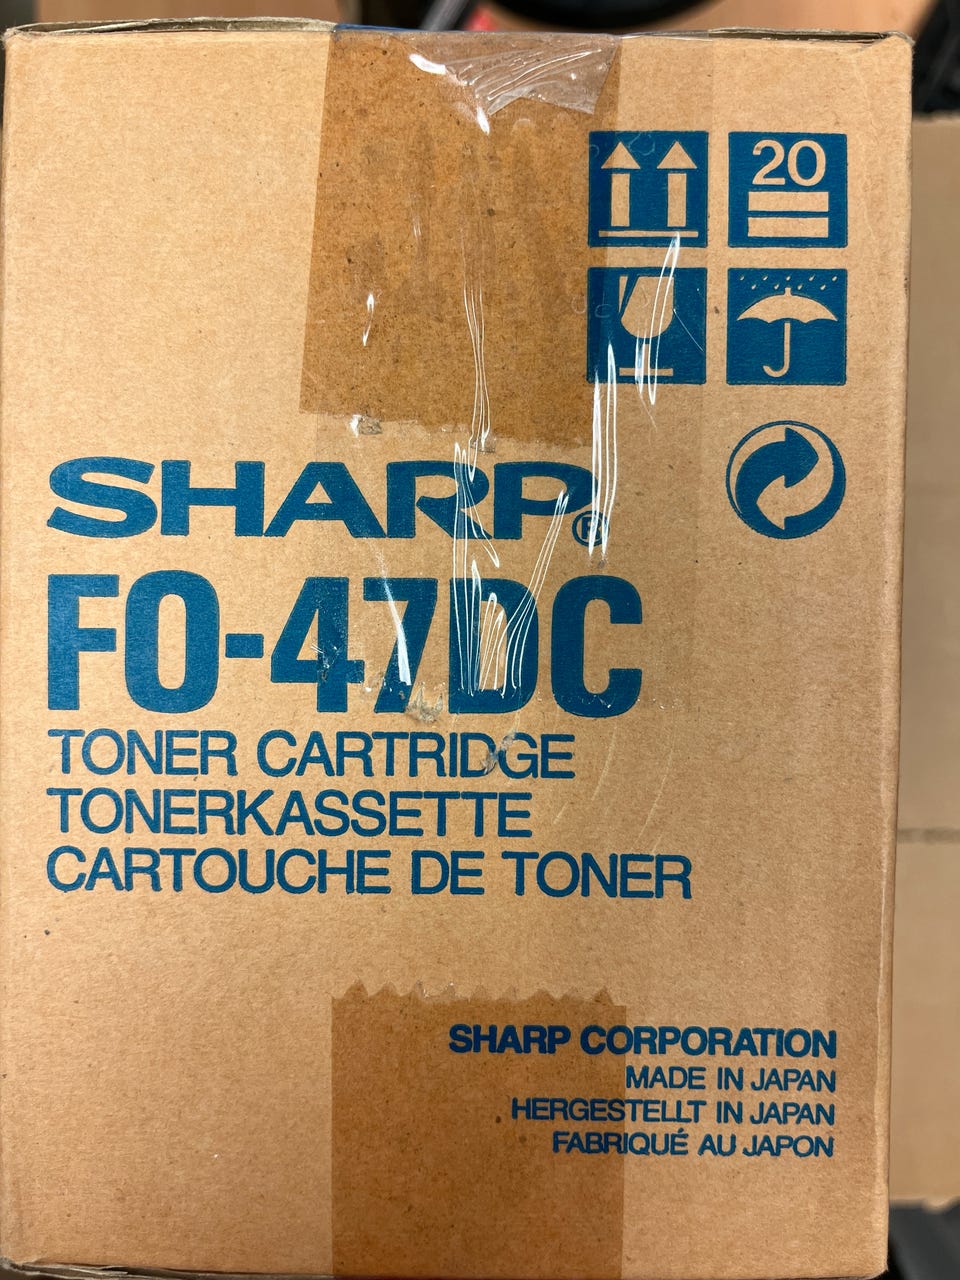 20
SHARP®
FO-47DC
TONER CARTRIDGE
TONERKASSETTE
CARTOUCHE DE TONER
SHARP CORPORATION
MADE IN JAPAN
HERGESTELLT IN JAPAN
FABRIQUÉ AU JAPON